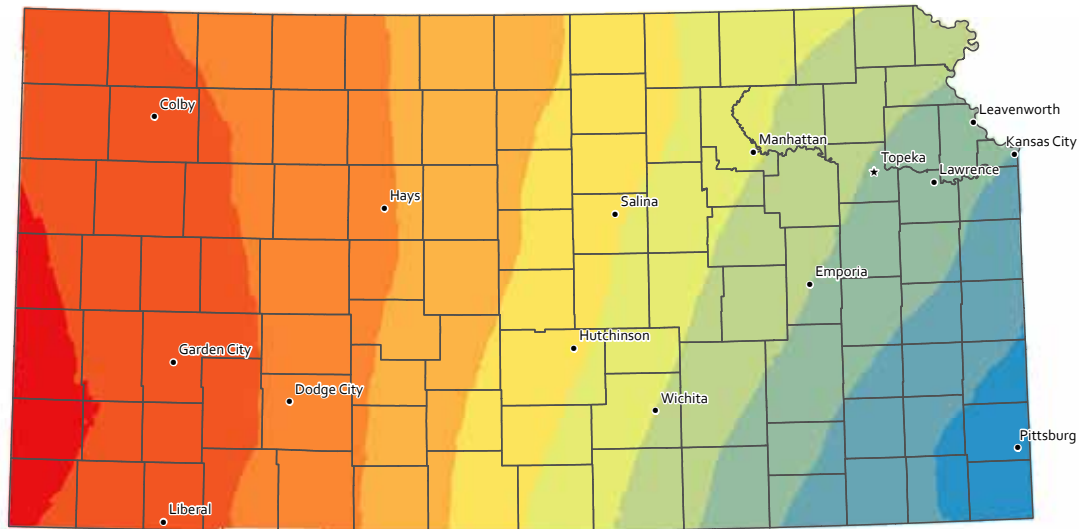 Leavenworth
Colby
Manhattan
Kansas City
Topeka
Lawrence
Hays
Salina
Emporia
Hutchinson
Garden City
Dodge City
Wichita
Pittsburg
Liberal